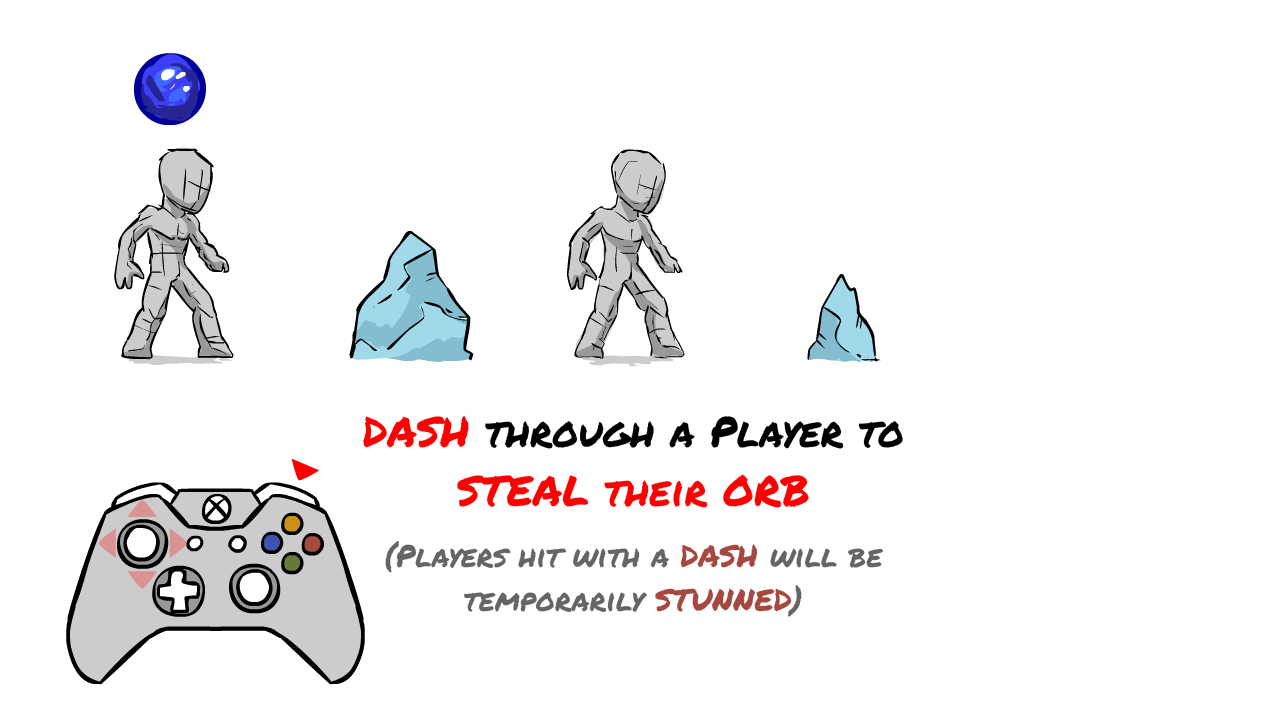 DASH THROUGH A PLAYER TO
STEAL THEIR ORB
(PLAYERS HIT WITH A DASH WILL BE
TEMPORARILY STUNNED)